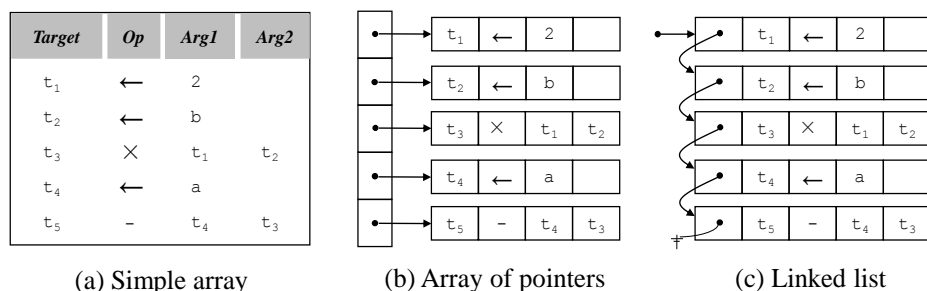 Target Op Arg1 Arg2
t₁ ← 2
t₂ ← b
t₃ × t₁ t₂
t₄ ← a
t₅ - t₄ t₃
(a) Simple array
t₁ ← 2
t₂ ← b
t₃ × t₁ t₂
t₄ ← a
t₅ - t₄ t₃
(b) Array of pointers
t₁ ← 2
t₂ ← b
t₃ × t₁ t₂
t₄ ← a
t₅ - t₄ t₃
(c) Linked list